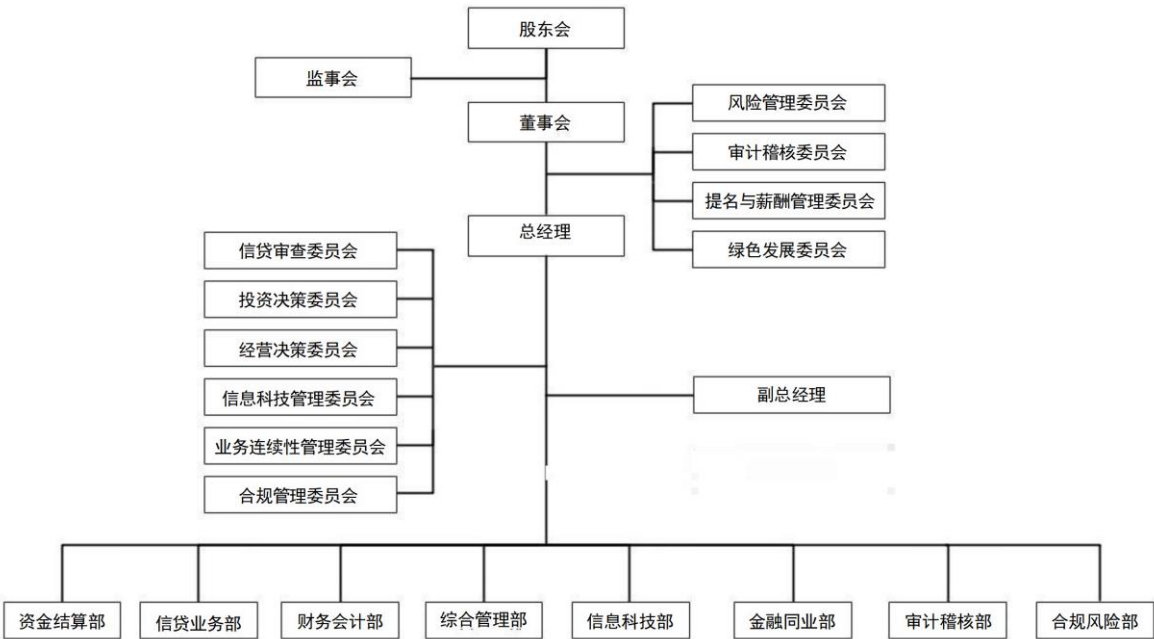 股东会
监事会
董事会
风险管理委员会
审计稽核委员会
提名与薪酬管理委员会
绿色发展委员会
总经理
信贷审查委员会
投资决策委员会
经营决策委员会
信息科技管理委员会
业务连续性管理委员会
合规管理委员会
副总经理
资金结算部
信贷业务部
财务会计部
综合管理部
信息科技部
金融同业部
审计稽核部
合规风险部